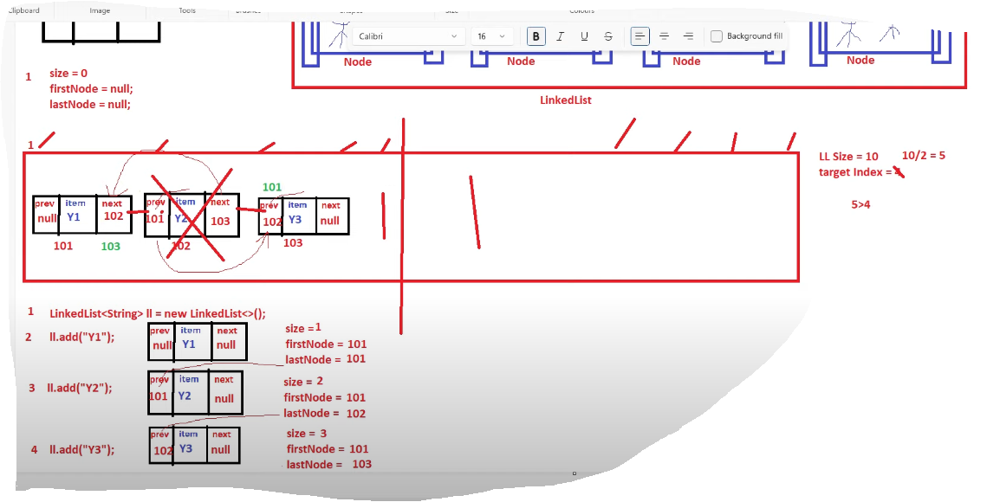 Clipboard Image Tools Brushes Shapes Size Colours
Calibri 16 B I U S Background fill
Node Node Node Node
LinkedList
1 size = 0
firstNode = null;
lastNode = null;
1
LL Size = 10 10/2 = 5
target Index = 4
5>4
101
prev item next
null Y1 102
101 103
prev item next
101 Y2 103
102
prev item next
102 Y3 null
103
1 LinkedList<String> ll = new LinkedList<>();
2 ll.add("Y1");
prev item next
null Y1 null
size = 1
firstNode = 101
lastNode = 101
3 ll.add("Y2");
prev item next
101 Y2 null
size = 2
firstNode = 101
lastNode = 102
4 ll.add("Y3");
prev item next
102 Y3 null
size = 3
firstNode = 101
lastNode = 103